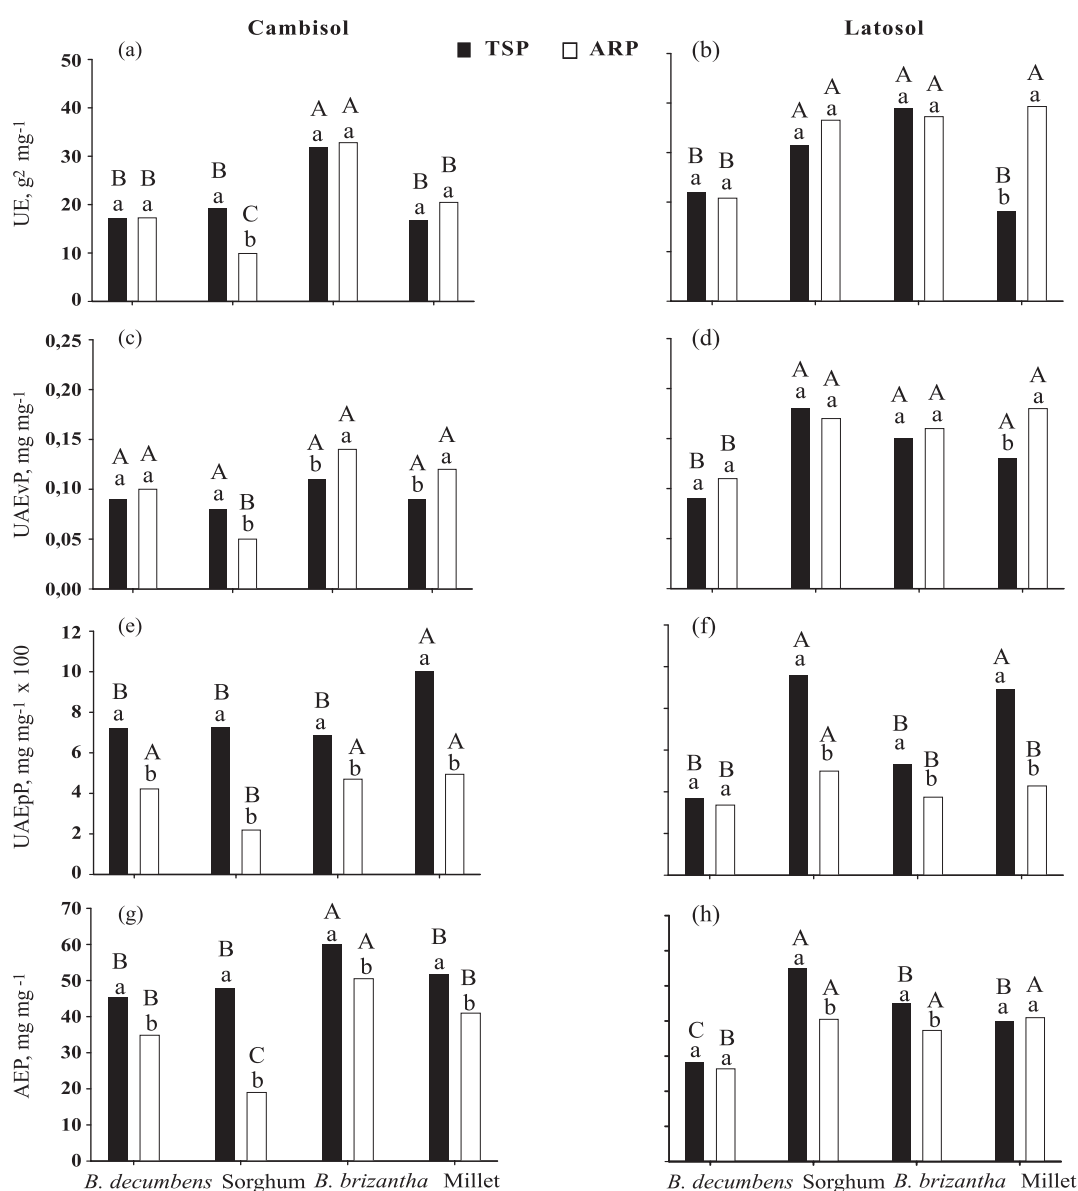 Cambisol Latosol
TSP ARP
(a) (b)
UE, g² mg⁻¹
50
40
30
20
10
0
B B B C A A B B
a a a b a a a a
B B A A A A B A
a a a a a a b a
(c) (d)
UAEvP, mg mg⁻¹
0,25
0,20
0,15
0,10
0,05
0,00
A A A B A A A A
a a a b b a b a
B B A A A A A A
a a a a a a b a
(e) (f)
UAEpP, mg mg⁻¹ x 100
12
10
8
6
4
2
0
B A B B B A A A
a b a b a b a b
B B A A B B A B
a a a b a b a b
(g) (h)
AEP, mg mg⁻¹
70
60
50
40
30
20
10
0
B B B C A A B B
a b a b a b a b
C B A A B A B A
a a a b a b a a
B. decumbens Sorghum B. brizantha Millet
B. decumbens Sorghum B. brizantha Millet